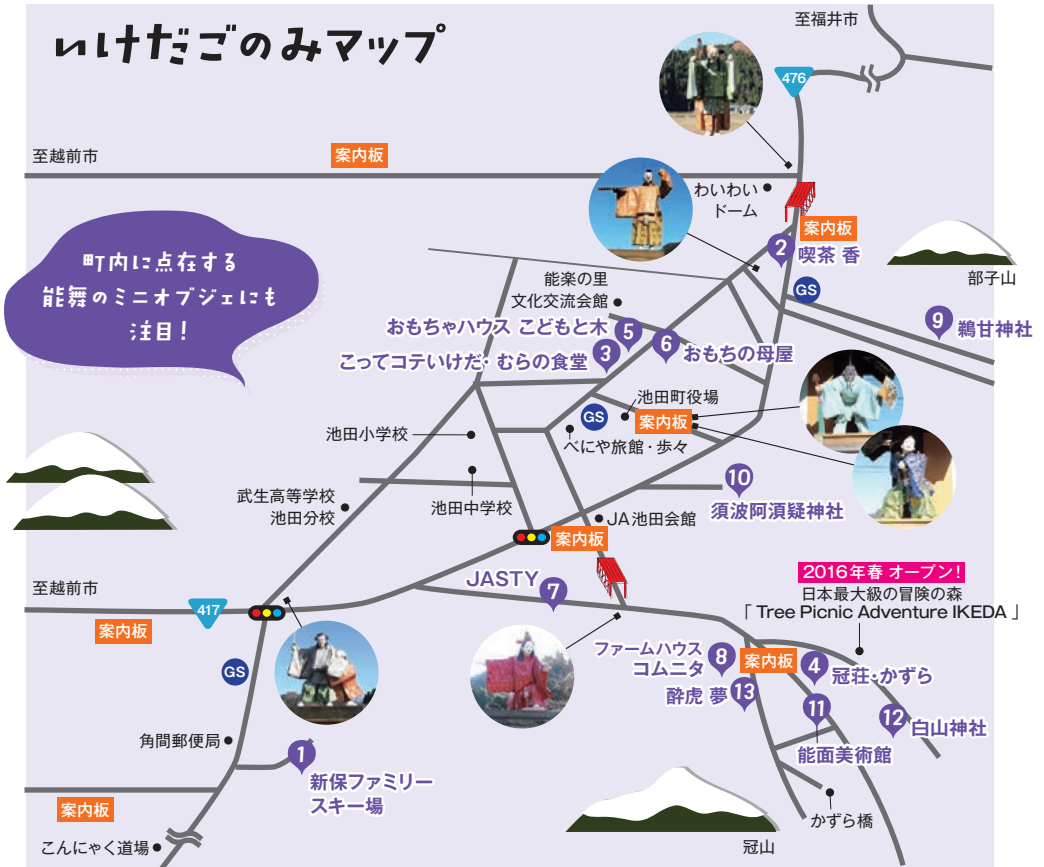 いけだごのみマップ
至福井市
476
至越前市
案内板
わいわい
ドーム
案内板
2 喫茶 香
部子山
町内に点在する
能舞のミニオブジェにも
注目！
GS
能楽の里
文化交流会館
9 鵜甘神社
おもちゃハウス こどもと木 5
こってコテいけだ・むらの食堂 3
6 おもちの母屋
池田町役場
GS
案内板
池田小学校
べにや旅館・歩々
池田中学校
武生高等学校
池田分校
10
須波阿湏疑神社
JA池田会館
案内板
2016年春 オープン！
日本最大級の冒険の森
「 Tree Picnic Adventure IKEDA 」
至越前市
417
案内板
JASTY 7
GS
ファームハウス
コムニタ 8
案内板
4 冠荘・かずら
酔虎 夢 13
11
能面美術館
12 白山神社
角間郵便局
1
新保ファミリー
スキー場
案内板
こんにゃく道場
かずら橋
冠山